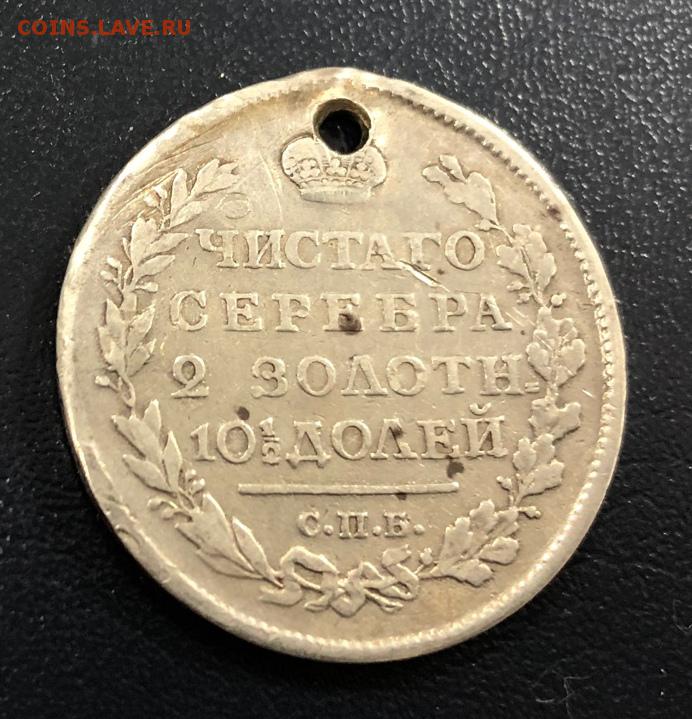 COINS.LAVE.RU
ЧИСТАГО
СЕРЕБРА
2 ЗОЛОТН.
10½ ДОЛЕЙ
С.П.Б.